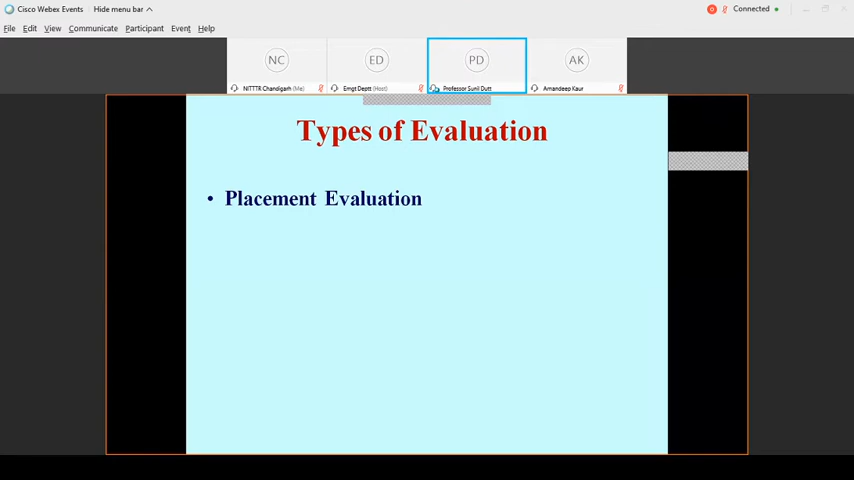 Cisco Webex Events Hide menu bar Connected
File Edit View Communicate Participant Event Help
NC ED PD AK
NITTTR Chandigarh (Me) Emgt Deptt (Host) Professor Sunil Dutt Amandeep Kaur
Types of Evaluation
• Placement Evaluation